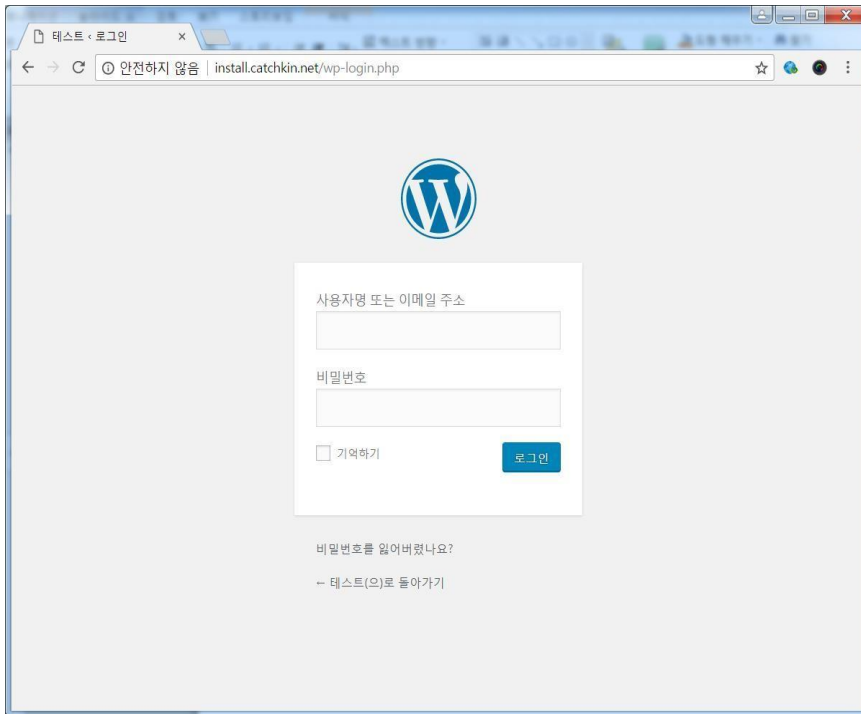 테스트 ‹ 로그인
안전하지 않음 install.catchkin.net/wp-login.php
사용자명 또는 이메일 주소
비밀번호
기억하기
로그인
비밀번호를 잃어버렸나요?
← 테스트(으)로 돌아가기